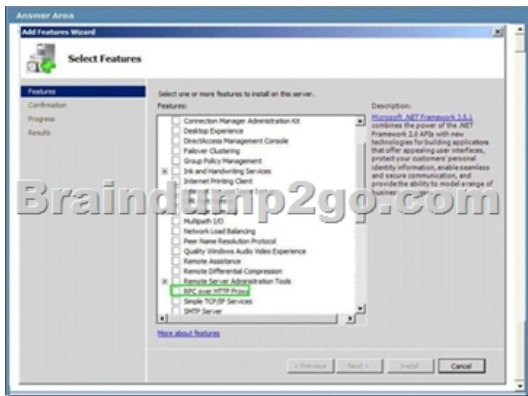 Answer Area
Add Features Wizard
Select Features
Features
Confirmation
Progress
Results
Select one or more features to install on this server.
Features:
Connection Manager Administration Kit
Desktop Experience
DirectAccess Management Console
Failover Clustering
Group Policy Management
Ink and Handwriting Services
Internet Printing Client
Multipath I/O
Network Load Balancing
Peer Name Resolution Protocol
Quality Windows Audio Video Experience
Remote Assistance
Remote Differential Compression
Remote Server Administration Tools
RPC over HTTP Proxy
Simple TCP/IP Services
SMTP Server
More about features
Description:
Microsoft .NET Framework 3.5.1
combines the power of the .NET
Framework 2.0 APIs with new
technologies for building applications
that offer appealing user interfaces,
protect your customers' personal
identity information, enable seamless
and secure communication, and
provide the ability to model a range of
business
Braindump2go.com
< Previous
Next >
Install
Cancel